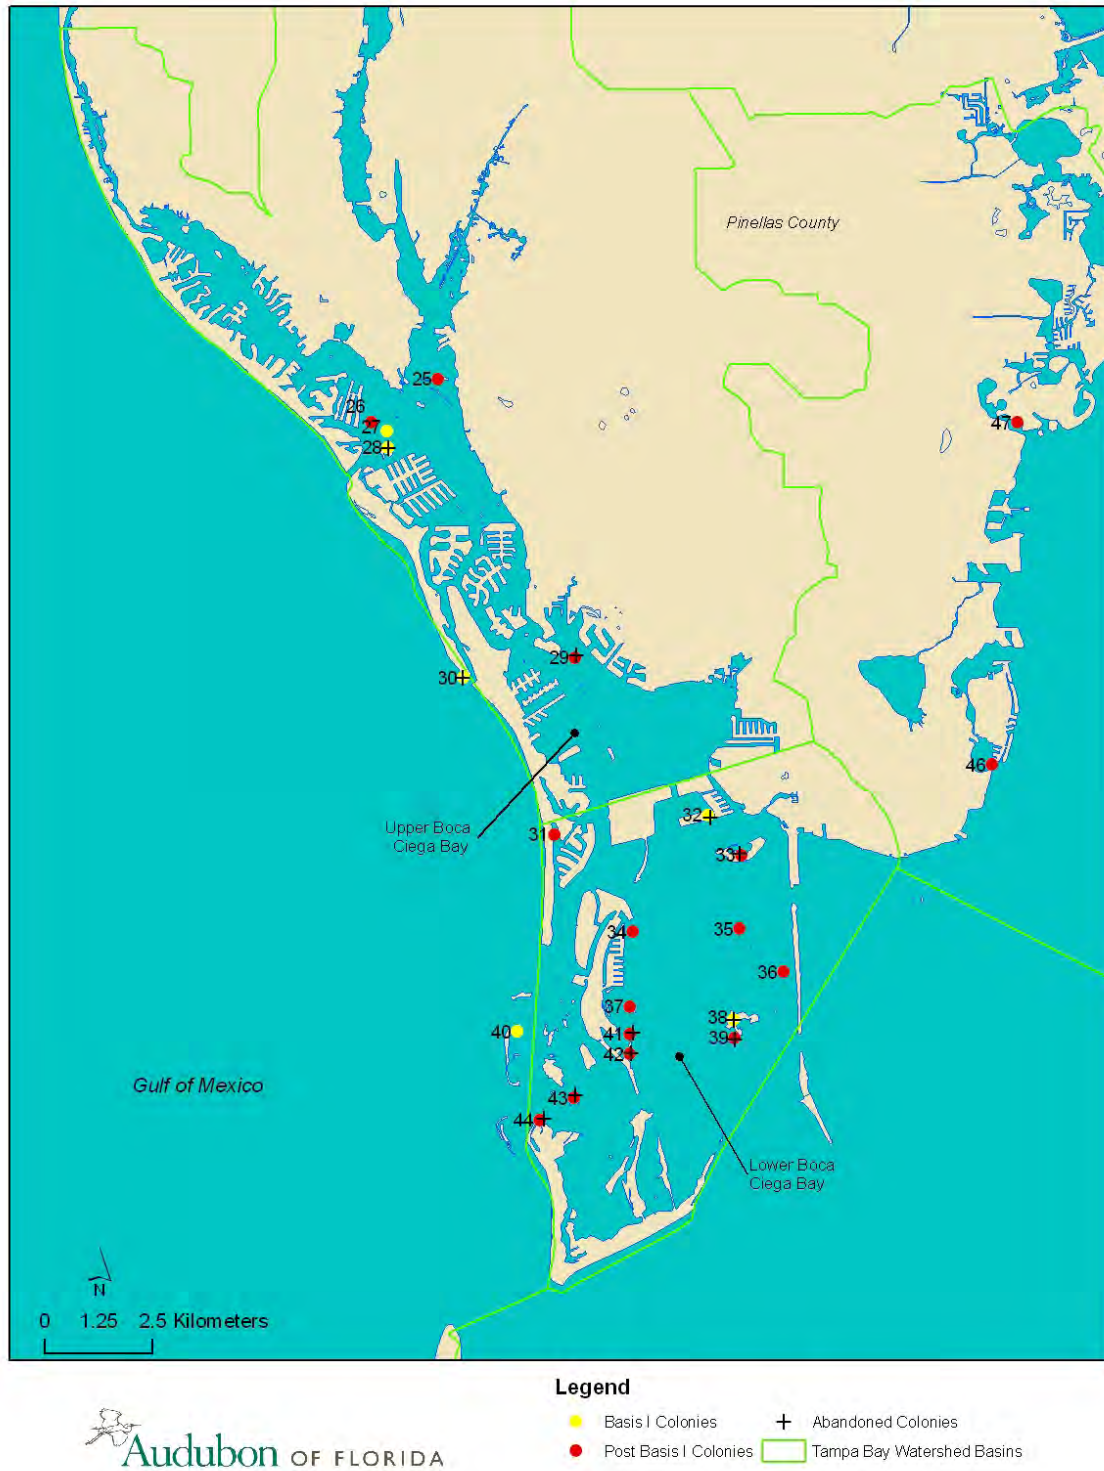 Pinellas County
25
26
27
28
47
29
30
46
Upper Boca
Ciega Bay
31
32
33
34
35
36
37
38
39
40
41
42
43
44
Gulf of Mexico
Lower Boca
Ciega Bay
N
0 1.25 2.5 Kilometers
Legend
Basis I Colonies
Abandoned Colonies
Post Basis I Colonies
Tampa Bay Watershed Basins
Audubon OF FLORIDA